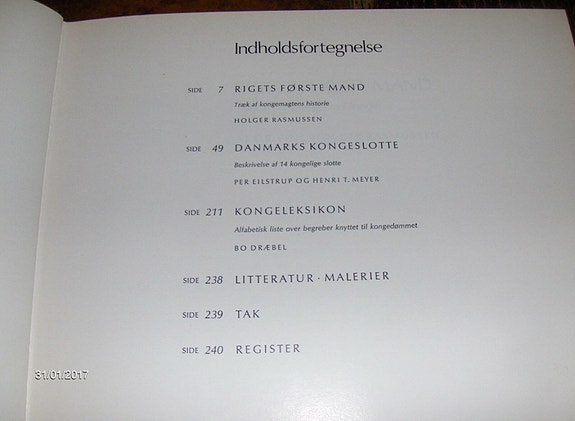 Indholdsfortegnelse
SIDE 7 RIGETS FØRSTE MAND
Træk af kongemagtens historie
HOLGER RASMUSSEN
SIDE 49 DANMARKS KONGESLOTTE
Beskrivelse af 14 kongelige slotte
PER EILSTRUP OG HENRI T. MEYER
SIDE 211 KONGELEKSIKON
Alfabetisk liste over begreber knyttet til kongedømmet
BO DRÆBEL
SIDE 238 LITTERATUR · MALERIER
SIDE 239 TAK
SIDE 240 REGISTER
31.01.2017